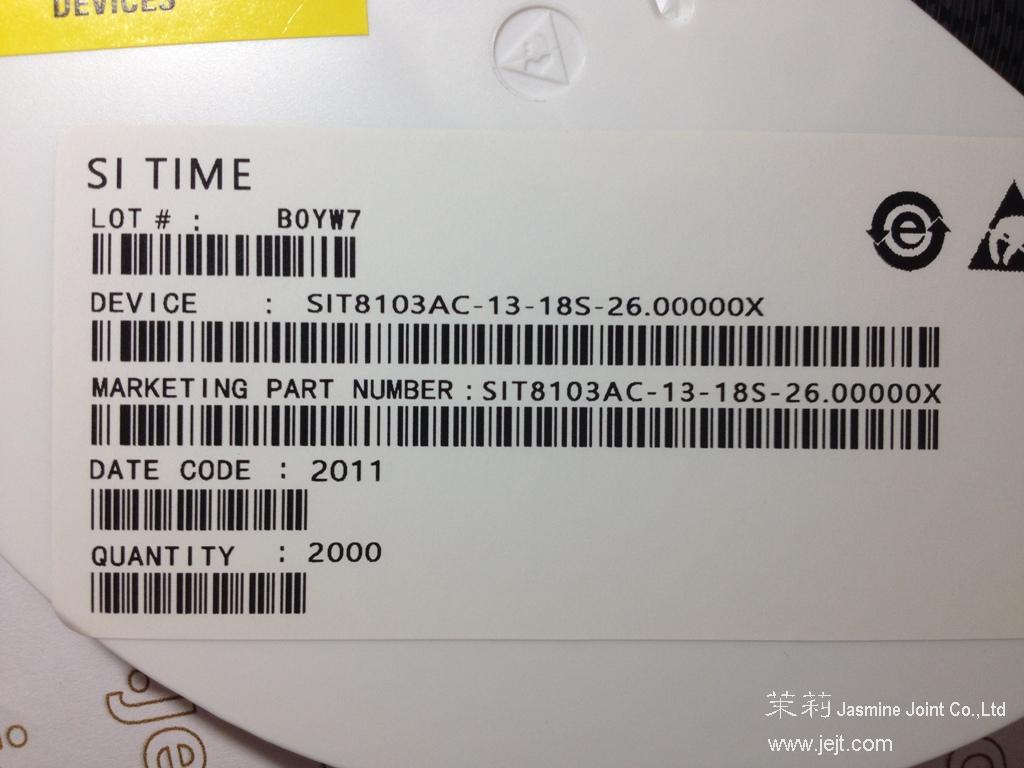 DEVICES
SI TIME
LOT # : B0YW7
DEVICE : SIT8103AC-13-18S-26.00000X
MARKETING PART NUMBER : SIT8103AC-13-18S-26.00000X
DATE CODE : 2011
QUANTITY : 2000
茉莉 Jasmine Joint Co.,Ltd
www.jejt.com